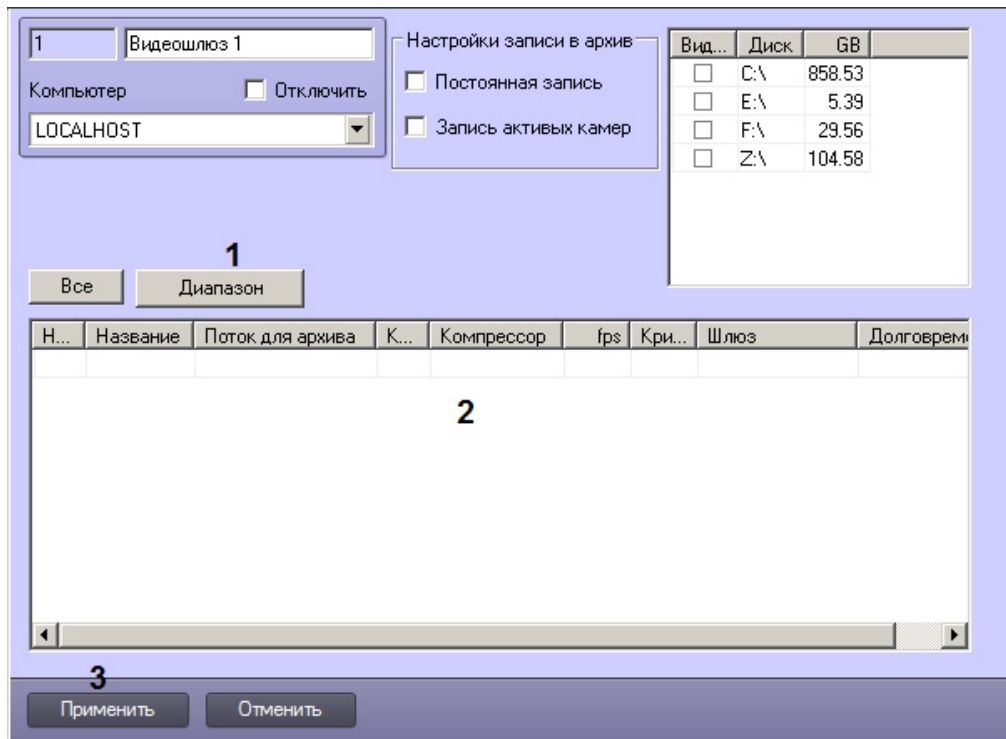 1 Видеошлюз 1
Компьютер Отключить
LOCALHOST
Настройки записи в архив
Постоянная запись
Запись активных камер
Вид... Диск GB
C:\ 858.53
E:\ 5.39
F:\ 29.56
Z:\ 104.58
1
Все Диапазон
Н... Название Поток для архива К... Компрессор fps Кри... Шлюз Долговреме
2
3
Применить Отменить